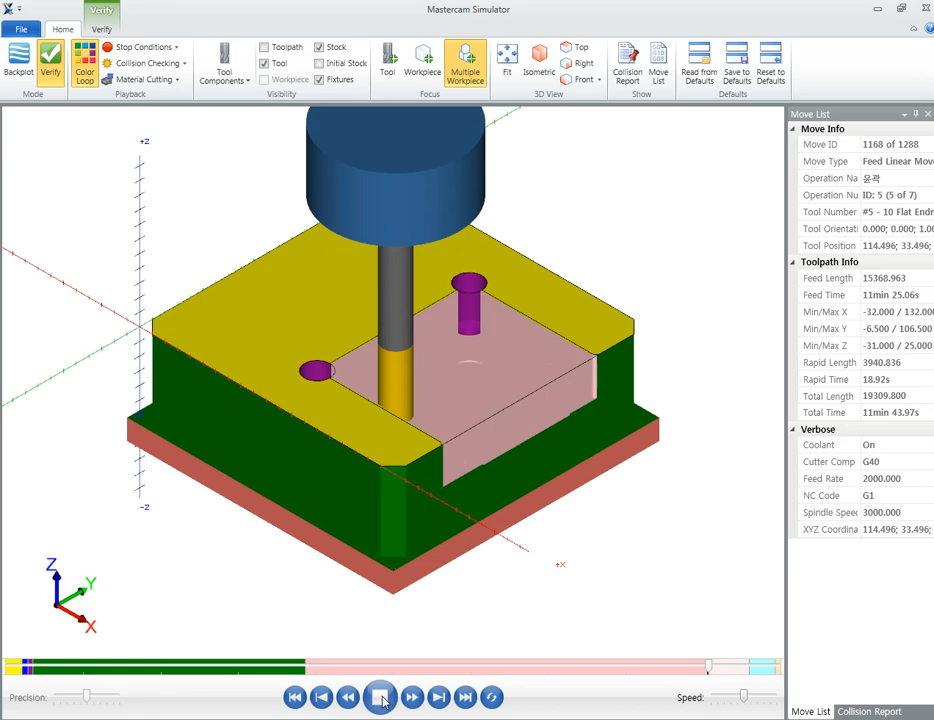 Verify
Mastercam Simulator
File
Home
Verify
Backpot
Verify
Color Loop
Stop Conditions
Collision Checking
Material Cutting
Tool Components
Toolpath
Tool
Workpiece
Stock
Initial Stock
Fixtures
Tool
Workpiece
Multiple Workpiece
Fit
Isometric
Top
Right
Front
Collision Report
Move List
Read from Defaults
Save to Defaults
Reset to Defaults
Mode
Playback
Visibility
Focus
3D View
Show
Defaults
Move List
Move Info
Move ID 1168 of 1288
Move Type Feed Linear Mov
Operation Na 윤곽
Operation Nu ID: 5 (5 of 7)
Tool Number #5 - 10 Flat Endn
Tool Orientati 0.000; 0.000; 1.00
Tool Position 114.496; 33.496;
Toolpath Info
Feed Length 15368.963
Feed Time 11min 25.06s
Min/Max X -32.000 / 132.00
Min/Max Y -6.500 / 106.500
Min/Max Z -31.000 / 25.000
Rapid Length 3940.836
Rapid Time 18.92s
Total Length 19309.800
Total Time 11min 43.97s
Verbose
Coolant On
Cutter Comp G40
Feed Rate 2000.000
NC Code G1
Spindle Speed 3000.000
XYZ Coordina 114.496; 33.496;
+Z
-Z
+X
Z
Y
X
Precision:
Speed:
Move List
Collision Report